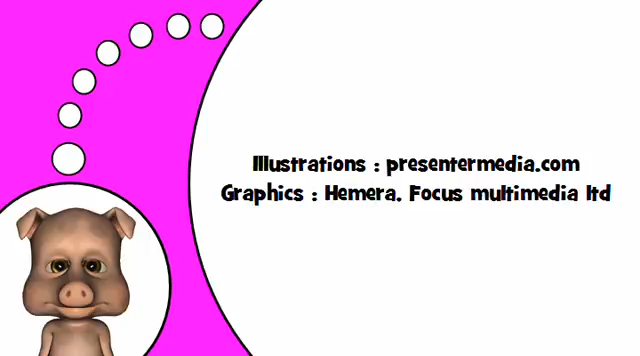 Illustrations : presentermedia.com
Graphics : Hemera. Focus multimedia ltd